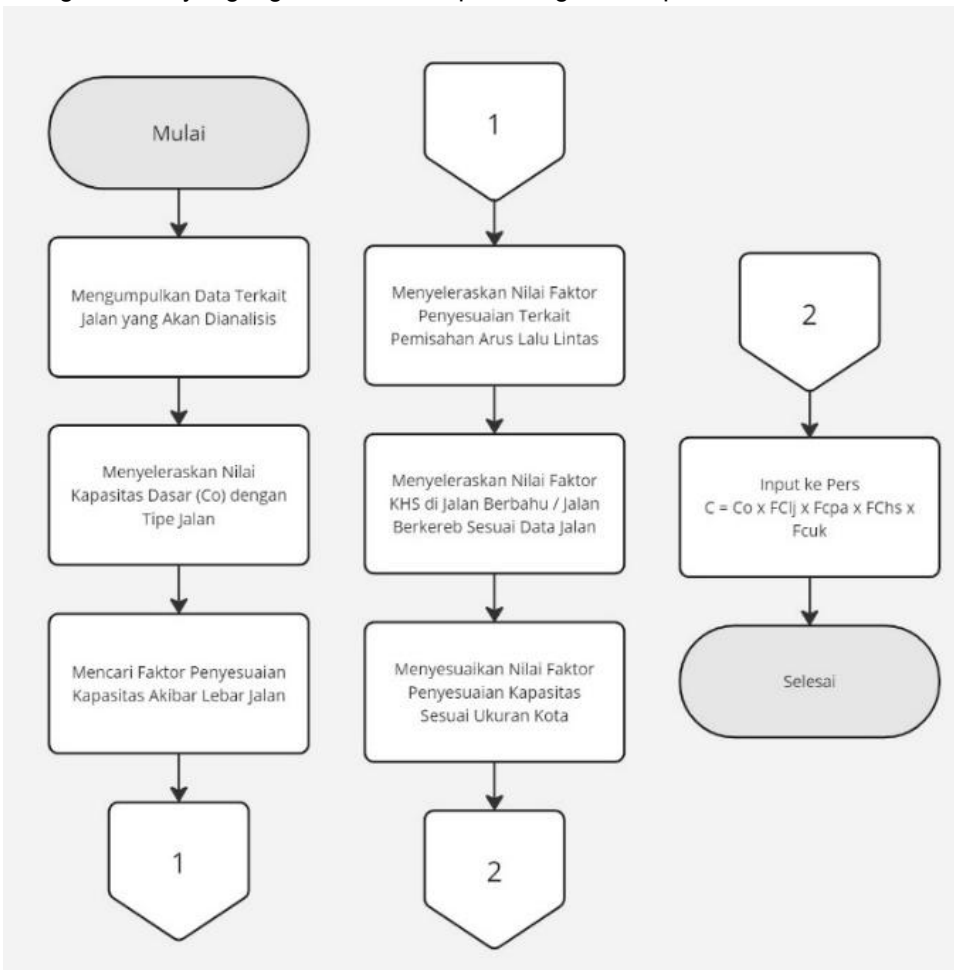 Mulai
Mengumpulkan Data Terkait
Jalan yang Akan Dianalisis
Menyeleraskan Nilai
Kapasitas Dasar (Co) dengan
Tipe Jalan
Mencari Faktor Penyesuaian
Kapasitas Akibar Lebar Jalan
1
1
Menyeleraskan Nilai Faktor
Penyesuaian Terkait
Pemisahan Arus Lalu Lintas
Menyeleraskan Nilai Faktor
KHS di Jalan Berbahu / Jalan
Berkereb Sesuai Data Jalan
Menyesuaikan Nilai Faktor
Penyesuaian Kapasitas
Sesuai Ukuran Kota
2
2
Input ke Pers
C = Co x FClj x Fcpa x FChs x
Fcuk
Selesai